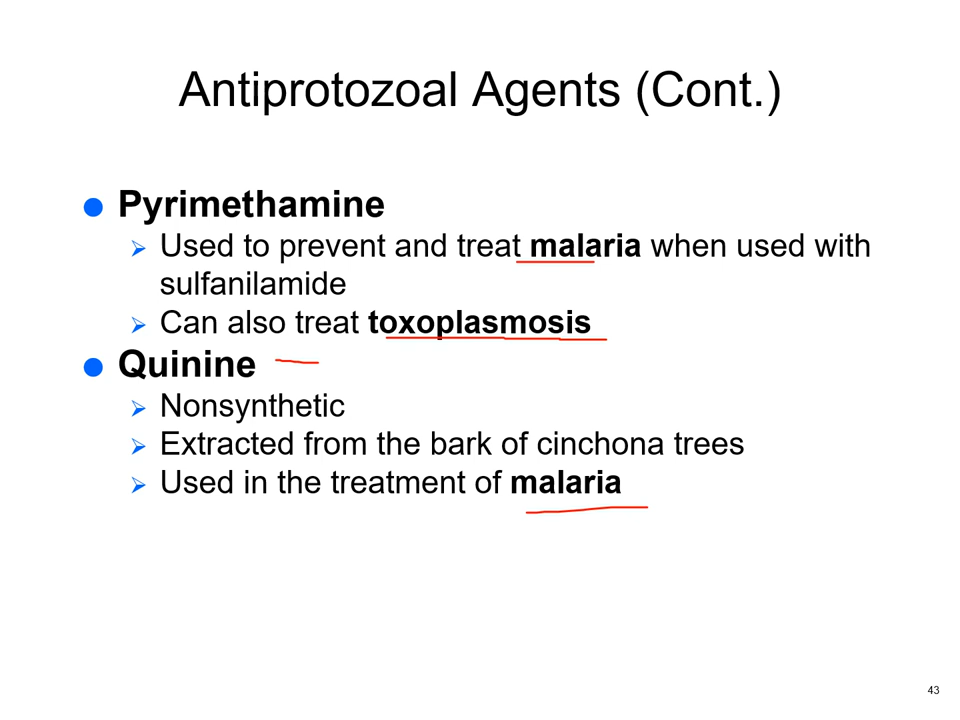 Antiprotozoal Agents (Cont.)
Pyrimethamine
Used to prevent and treat malaria when used with
sulfanilamide
Can also treat toxoplasmosis
Quinine
Nonsynthetic
Extracted from the bark of cinchona trees
Used in the treatment of malaria
43